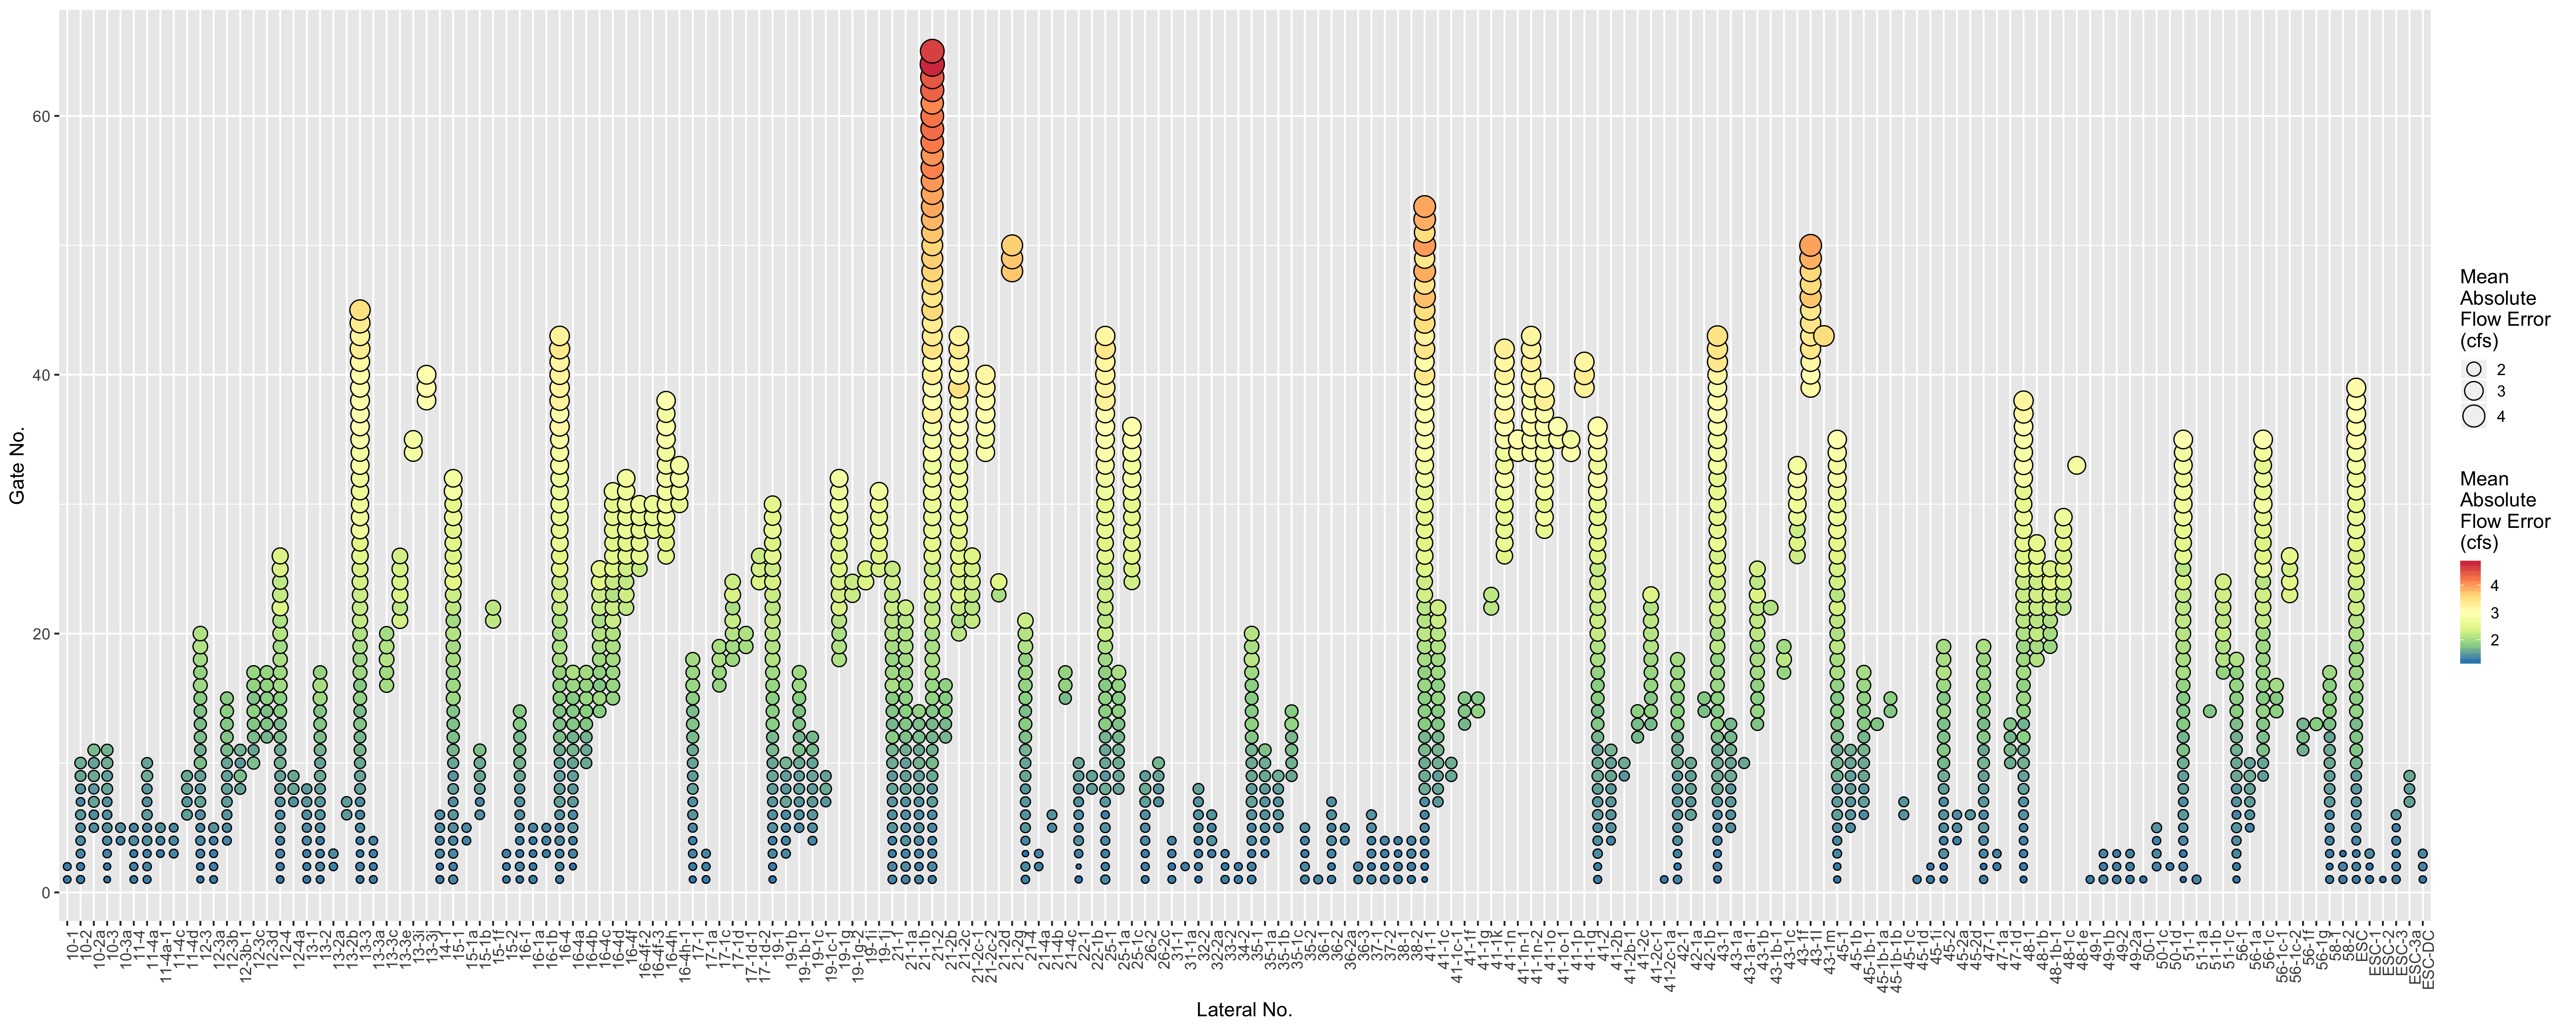 60
40
20
0
Gate No.
10-1
10-2
10-2a
10-3
10-3a
11-4
11-4a
11-4a-1
11-4c
11-4d
12-3
12-3a
12-3b
12-3b-1
12-3c
12-3d
12-4
12-4a
13-1
13-2
13-2a
13-2b
13-3
13-3a
13-3c
13-3e
13-3i
13-3j
14-1
15-1
15-1a
15-1b
15-1f
15-2
16-1
16-1a
16-1b
16-4
16-4a
16-4b
16-4c
16-4d
16-4f
16-4f-2
16-4f-3
16-4h
16-4h-1
17-1
17-1a
17-1c
17-1d
17-1d-1
17-1d-2
19-1
19-1b
19-1b-1
19-1c
19-1c-1
19-1g
19-1g-2
19-1i
19-1j
21-1
21-1a
21-1b
21-2
21-2b
21-2c
21-2c-1
21-2c-2
21-2d
21-2g
21-4
21-4a
21-4b
21-4c
22-1
22-1b
25-1
25-1a
25-1c
26-2
26-2c
31-1
31-1a
32-2
32-2a
33-2
34-2
35-1
35-1a
35-1b
35-1c
35-2
36-1
36-2
36-2a
36-3
37-1
37-2
38-1
38-2
41-1
41-1c
41-1c-1
41-1f
41-1g
41-1k
41-1n
41-1n-1
41-1n-2
41-1o
41-1o-1
41-1p
41-1q
41-2
41-2b
41-2b-1
41-2c
41-2c-1
41-2c-1a
42-1
42-1a
42-1b
43-1
43-1a
43-1a-1
43-1b
43-1b-1
43-1c
43-1f
43-1l
43-1m
45-1
45-1b
45-1b-1
45-1b-1a
45-1b-1b
45-1c
45-1d
45-1i
45-2
45-2a
45-2d
47-1
47-1a
47-1q
48-1
48-1b
48-1b-1
48-1c
48-1e
49-1
49-1b
49-2
49-2a
50-1
50-1c
50-1d
51-1
51-1a
51-1b
51-1c
56-1
56-1a
56-1c
56-1c-1
56-1c-2
56-1f
56-1g
58-1
58-2
ESC
ESC-1
ESC-2
ESC-3
ESC-3a
ESC-DC
Lateral No.
Mean
Absolute
Flow Error
(cfs)
2
3
4
Mean
Absolute
Flow Error
(cfs)
4
3
2